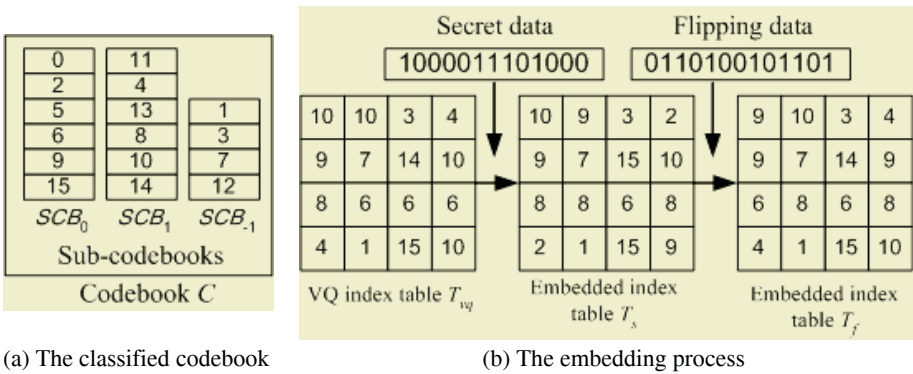 0 11
2 4
5 13 1
6 8 3
9 10 7
15 14 12
SCB0 SCB1 SCB-1
Sub-codebooks
Codebook C
(a) The classified codebook
Secret data Flipping data
1000011101000 0110100101101
10 10 3 4 10 9 3 2 9 10 3 4
9 7 14 10 9 7 15 10 9 7 14 9
8 6 6 6 8 8 6 8 6 8 6 8
4 1 15 10 2 1 15 9 4 1 15 10
VQ index table Tvq
Embedded index
table Ts
Embedded index
table Tf
(b) The embedding process